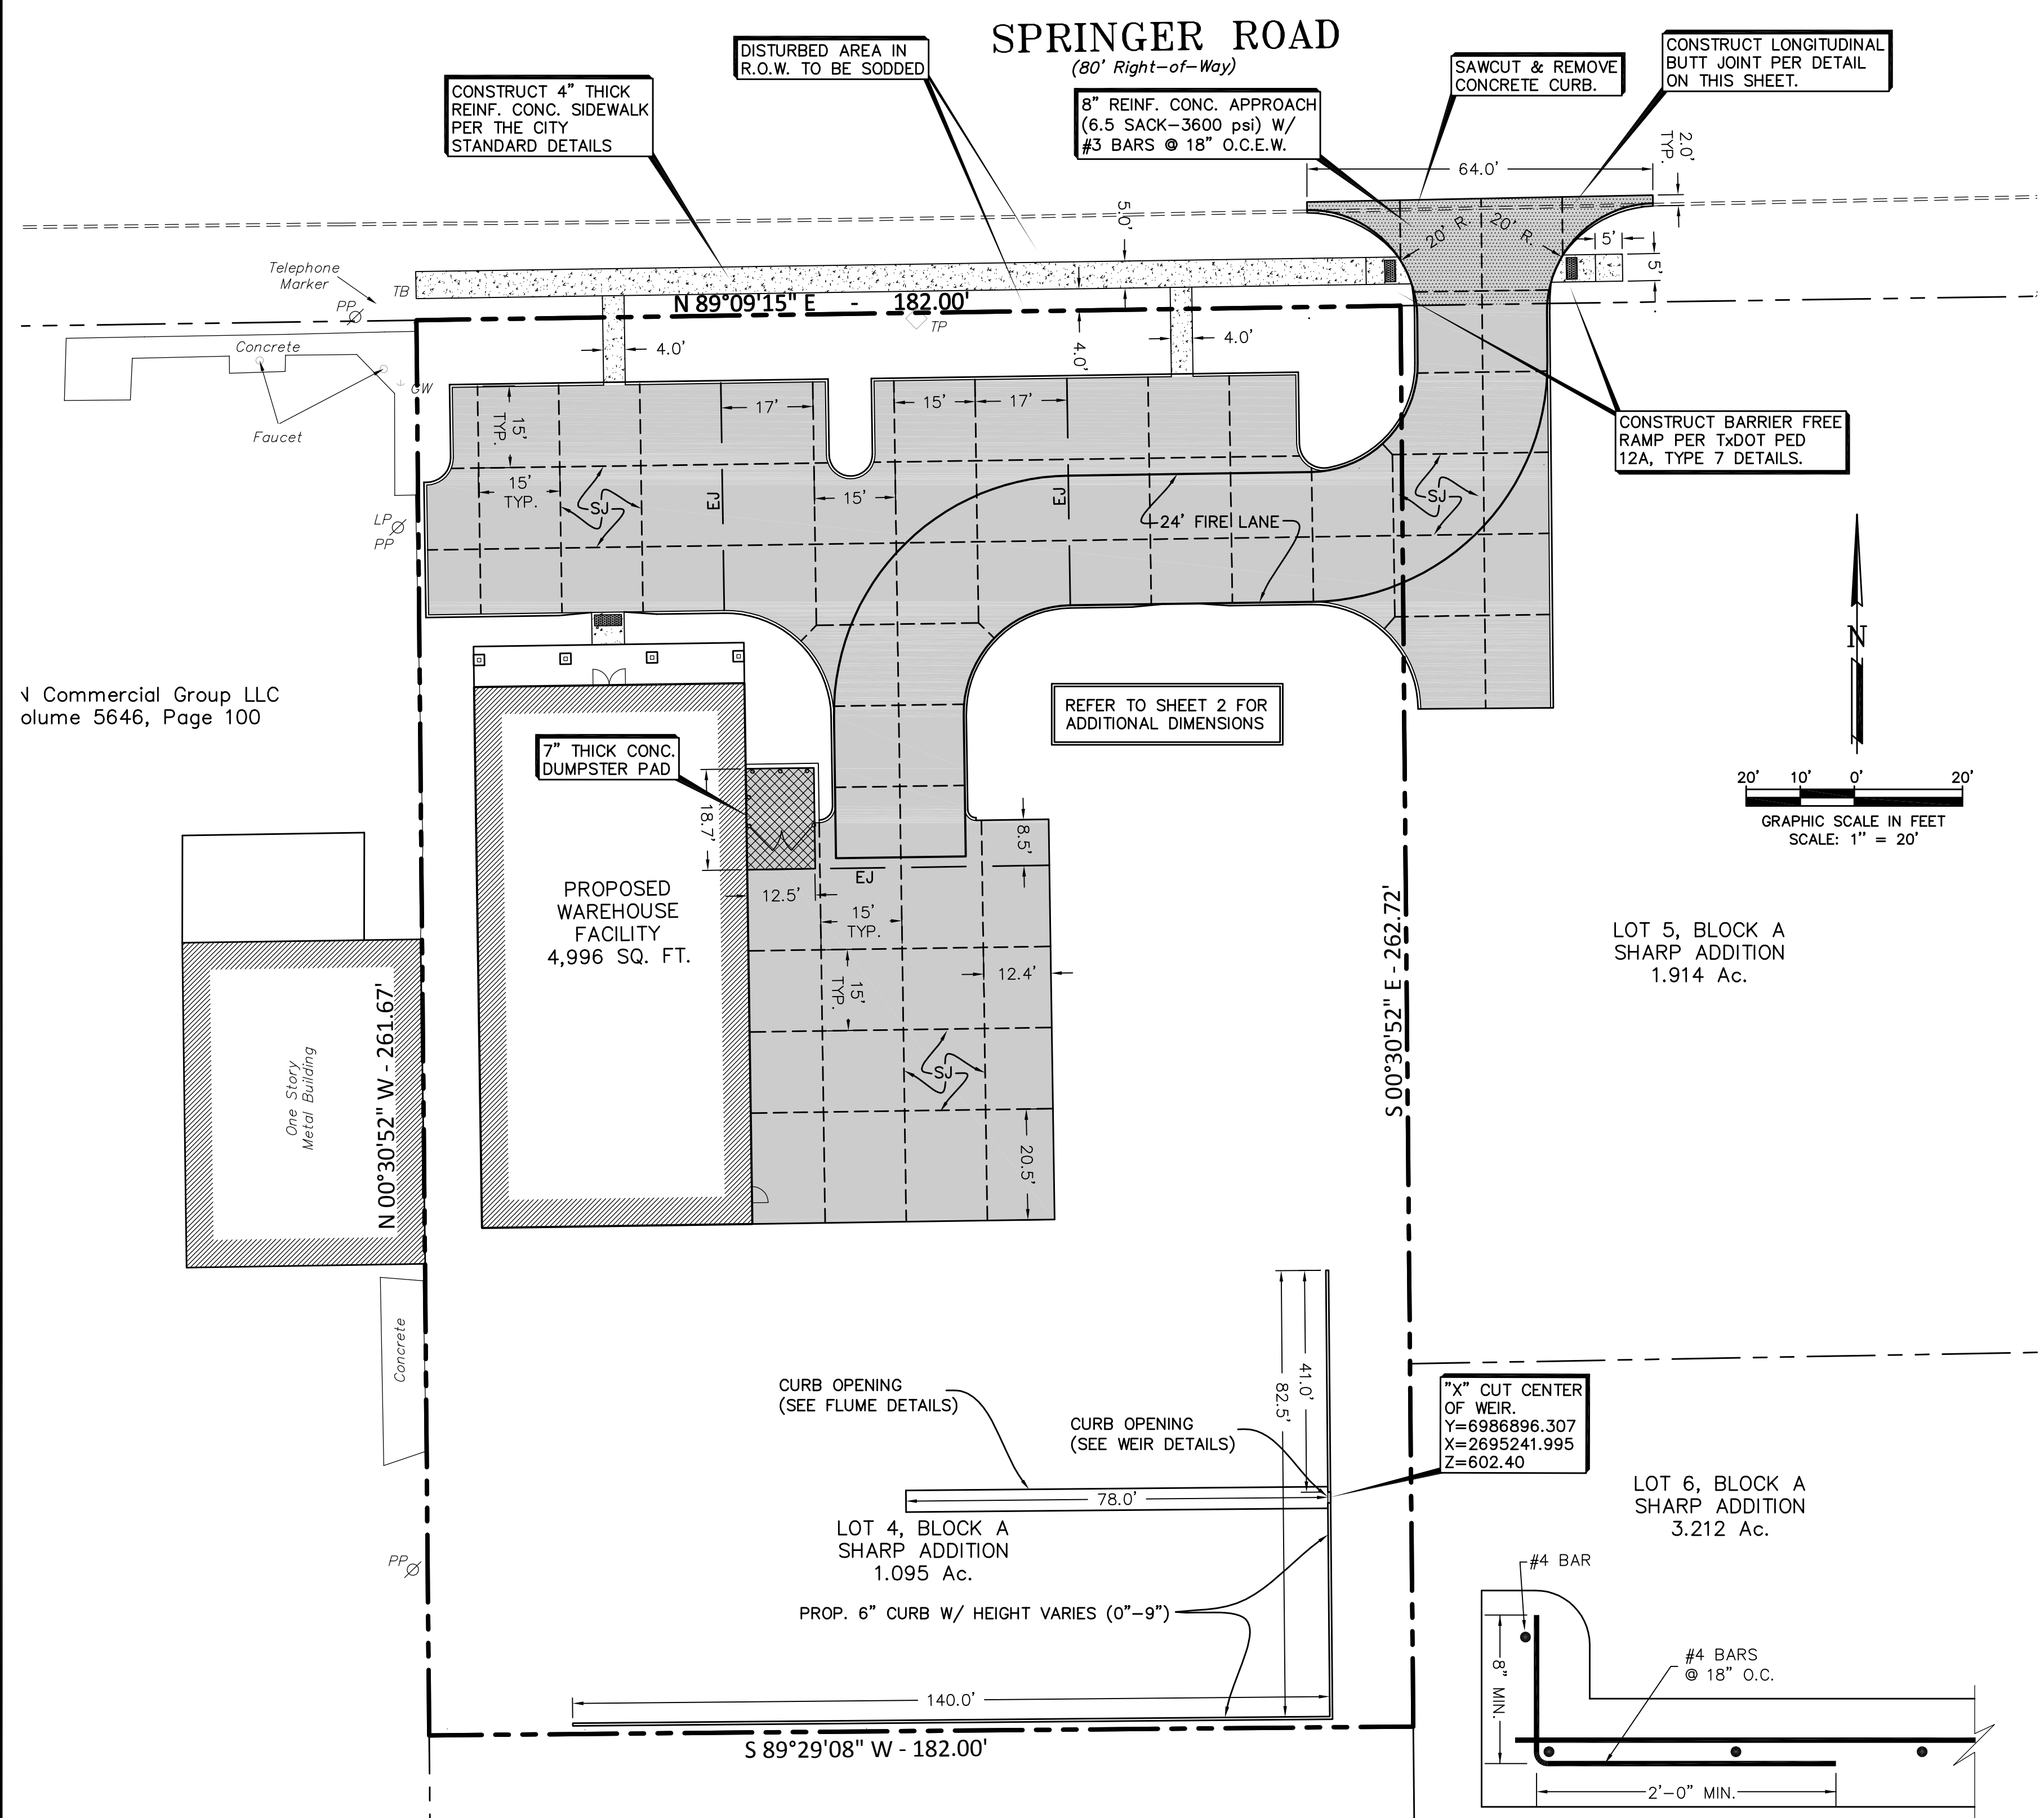 SPRINGER ROAD
(80' Right-of-Way)
DISTURBED AREA IN
R.O.W. TO BE SODDED
CONSTRUCT 4" THICK
REINF. CONC. SIDEWALK
PER THE CITY
STANDARD DETAILS
8" REINF. CONC. APPROACH
(6.5 SACK-3600 psi) W/
#3 BARS @ 18" O.C.E.W.
SAWCUT & REMOVE
CONCRETE CURB.
CONSTRUCT LONGITUDINAL
BUTT JOINT PER DETAIL
ON THIS SHEET.
2.0'
TYP.
64.0'
5.0'
20' R.
20' R.
5'
5'
Telephone
Marker
TB
PP
N 89°09'15" E - 182.00'
TP
4.0'
4.0'
4.0'
Concrete
GW
Faucet
15'
TYP.
17'
15'
17'
15'
TYP.
SJ
EJ
15'
EJ
24' FIRE LANE
SJ
CONSTRUCT BARRIER FREE
RAMP PER TxDOT PED
12A, TYPE 7 DETAILS.
LP
PP
N
Commercial Group LLC
olume 5646, Page 100
REFER TO SHEET 2 FOR
ADDITIONAL DIMENSIONS
7" THICK CONC.
DUMPSTER PAD
18.7'
8.5'
EJ
12.5'
15'
TYP.
PROPOSED
WAREHOUSE
FACILITY
4,996 SQ. FT.
12.4'
15'
TYP.
SJ
20.5'
20' 10' 0' 20'
GRAPHIC SCALE IN FEET
SCALE: 1" = 20'
S 00°30'52" E - 262.72'
LOT 5, BLOCK A
SHARP ADDITION
1.914 Ac.
N 00°30'52" W - 261.67'
One Story
Metal Building
Concrete
41.0'
82.5'
CURB OPENING
(SEE FLUME DETAILS)
CURB OPENING
(SEE WEIR DETAILS)
"X" CUT CENTER
OF WEIR.
Y=6986896.307
X=2695241.995
Z=602.40
78.0'
LOT 4, BLOCK A
SHARP ADDITION
1.095 Ac.
LOT 6, BLOCK A
SHARP ADDITION
3.212 Ac.
PP
PROP. 6" CURB W/ HEIGHT VARIES (0"-9")
140.0'
S 89°29'08" W - 182.00'
#4 BAR
#4 BARS
@ 18" O.C.
8" MIN.
2'-0" MIN.